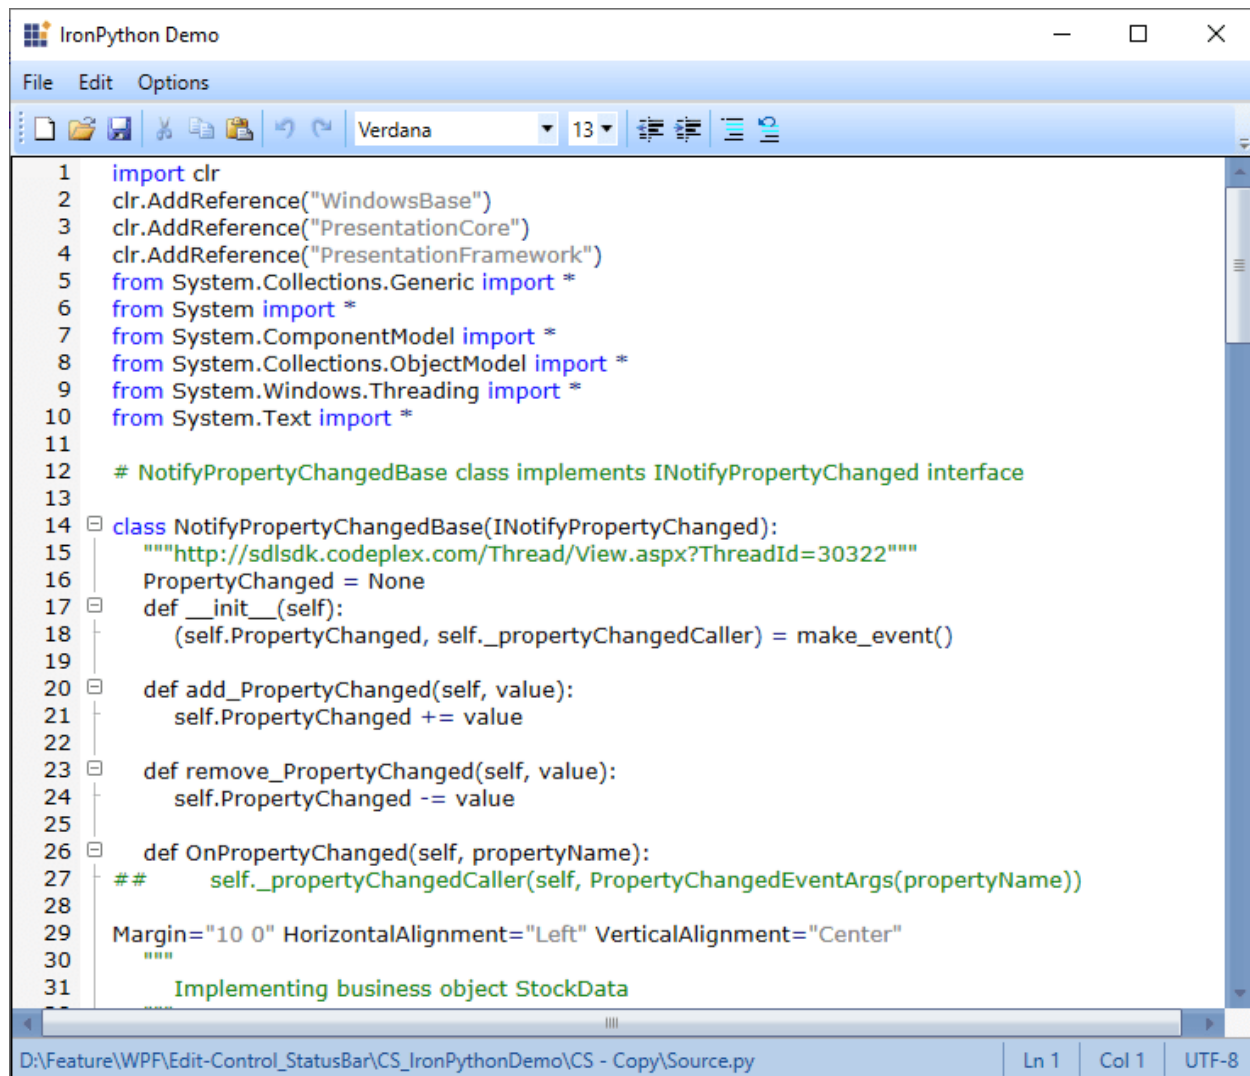 IronPython Demo
File Edit Options
Verdana 13
1 import clr
2 clr.AddReference("WindowsBase")
3 clr.AddReference("PresentationCore")
4 clr.AddReference("PresentationFramework")
5 from System.Collections.Generic import *
6 from System import *
7 from System.ComponentModel import *
8 from System.Collections.ObjectModel import *
9 from System.Windows.Threading import *
10 from System.Text import *
11
12 # NotifyPropertyChangedBase class implements INotifyPropertyChanged interface
13
14 class NotifyPropertyChangedBase(INotifyPropertyChanged):
15 """http://sdlsdk.codeplex.com/Thread/View.aspx?ThreadId=30322"""
16 PropertyChanged = None
17 def __init__(self):
18 (self.PropertyChanged, self._propertyChangedCaller) = make_event()
19
20 def add_PropertyChanged(self, value):
21 self.PropertyChanged += value
22
23 def remove_PropertyChanged(self, value):
24 self.PropertyChanged -= value
25
26 def OnPropertyChanged(self, propertyName):
27 ## self._propertyChangedCaller(self, PropertyChangedEventArgs(propertyName))
28
29 Margin="10 0" HorizontalAlignment="Left" VerticalAlignment="Center"
30 """
31 Implementing business object StockData
D:\Feature\WPF\Edit-Control_StatusBar\CS_IronPythonDemo\CS - Copy\Source.py Ln 1 Col 1 UTF-8